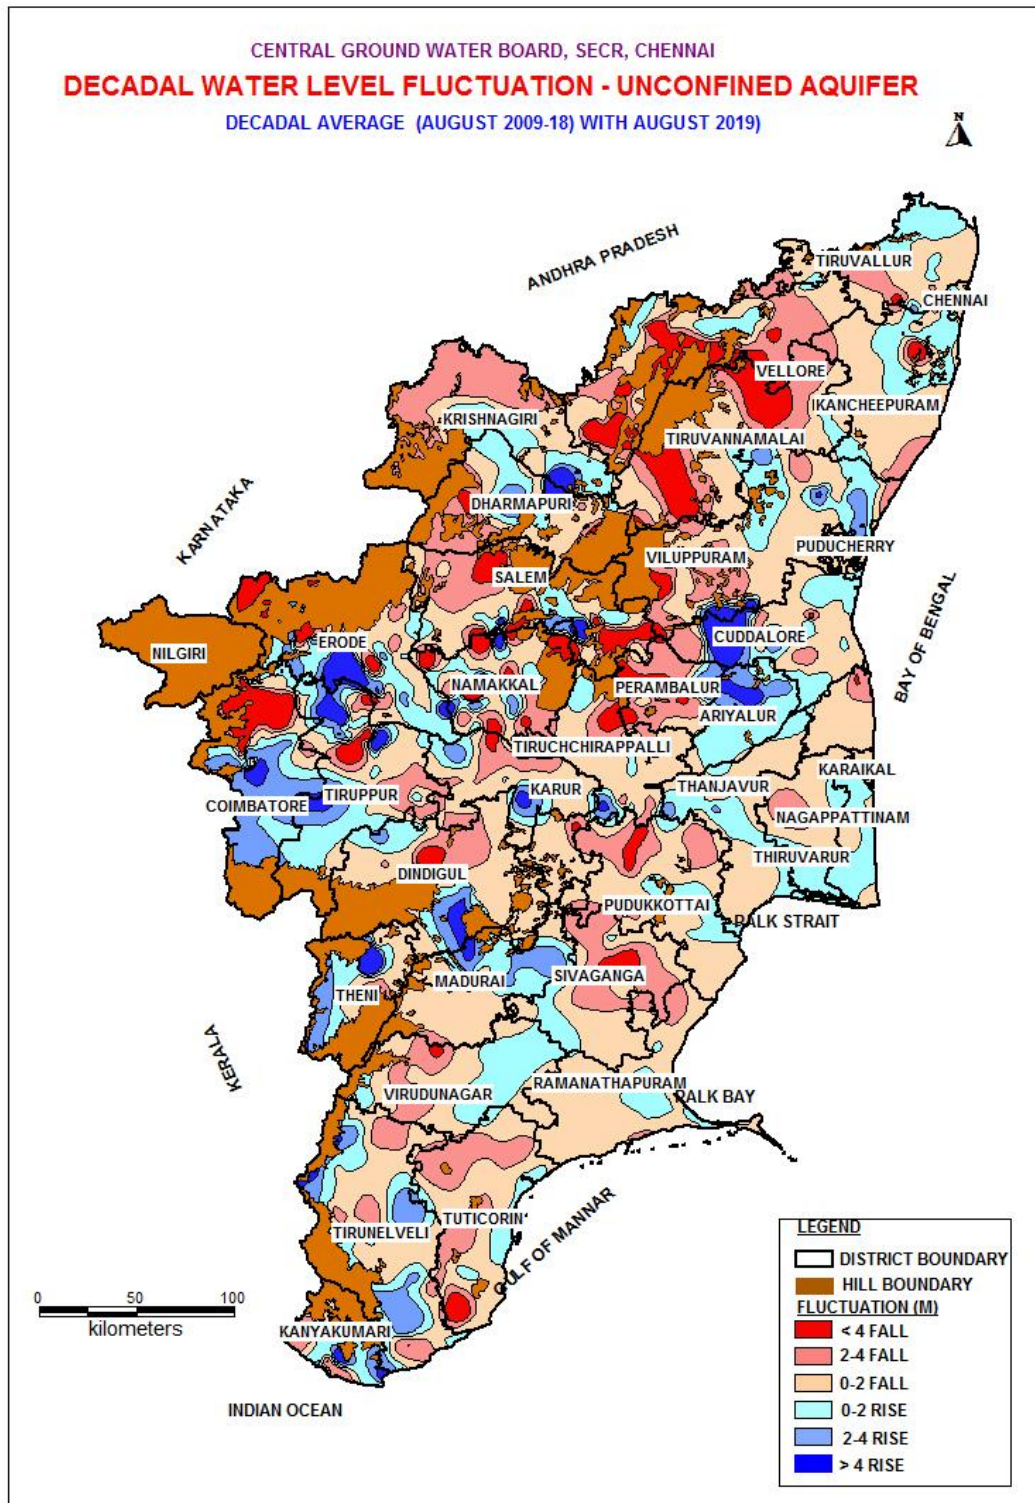 CENTRAL GROUND WATER BOARD, SECR, CHENNAI
DECADAL WATER LEVEL FLUCTUATION - UNCONFINED AQUIFER
DECADAL AVERAGE (AUGUST 2009-18) WITH AUGUST 2019)
N
ANDHRA PRADESH
TIRUVALLUR
CHENNAI
VELLORE
KANCHEEPURAM
KRISHNAGIRI
TIRUVANNAMALAI
KARNATAKA
DHARMAPURI
PUDUCHERRY
VILUPPURAM
SALEM
BAY OF BENGAL
NILGIRI
ERODE
CUDDALORE
NAMAKKAL
PERAMBALUR
ARIYALUR
TIRUCHCHIRAPPALLI
KARAIKAL
COIMBATORE
TIRUPPUR
KARUR
THANJAVUR
NAGAPPATTINAM
THIRUVARUR
DINDIGUL
PUDUKKOTTAI
PALK STRAIT
THENI
MADURAI
SIVAGANGA
KERALA
VIRUDUNAGAR
RAMANATHAPURAM
PALK BAY
TIRUNELVELI
TUTICORIN
GULF OF MANNAR
KANYAKUMARI
INDIAN OCEAN
0 50 100
kilometers
LEGEND
DISTRICT BOUNDARY
HILL BOUNDARY
FLUCTUATION (M)
< 4 FALL
2-4 FALL
0-2 FALL
0-2 RISE
2-4 RISE
> 4 RISE